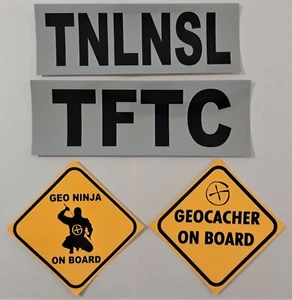 TNLNSL
TFTC
GEO NINJA
ON BOARD
GEOCACHER
ON BOARD